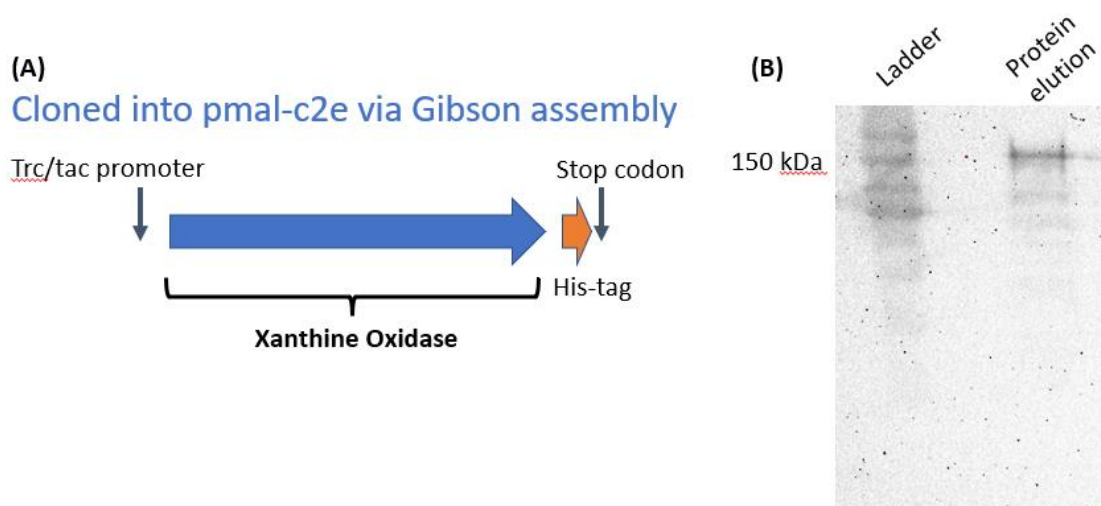 (A)
Cloned into pmal-c2e via Gibson assembly
Trc/tac promoter
Stop codon
His-tag
Xanthine Oxidase
(B)
Ladder
Protein
elution
150 kDa